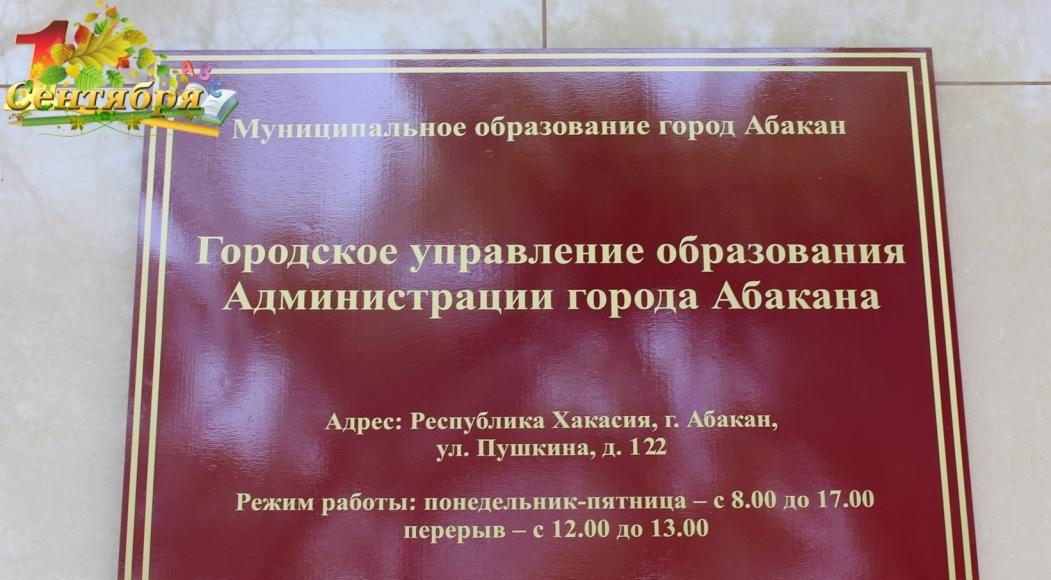 1
Сентября
А Б С
Муниципальное образование город Абакан
Городское управление образования
Администрации города Абакана
Адрес: Республика Хакасия, г. Абакан,
ул. Пушкина, д. 122
Режим работы: понедельник-пятница – с 8.00 до 17.00
перерыв – с 12.00 до 13.00